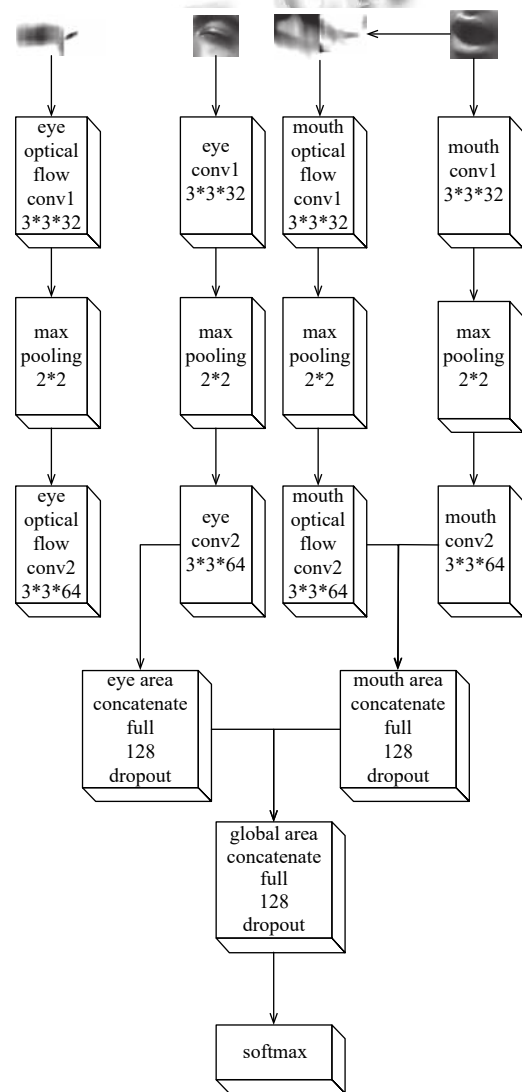 eye
optical
flow
conv1
3*3*32
eye
conv1
3*3*32
mouth
optical
flow
conv1
3*3*32
mouth
conv1
3*3*32
max
pooling
2*2
max
pooling
2*2
max
pooling
2*2
max
pooling
2*2
eye
optical
flow
conv2
3*3*64
eye
conv2
3*3*64
mouth
optical
flow
conv2
3*3*64
mouth
conv2
3*3*64
eye area
concatenate
full
128
dropout
mouth area
concatenate
full
128
dropout
global area
concatenate
full
128
dropout
softmax